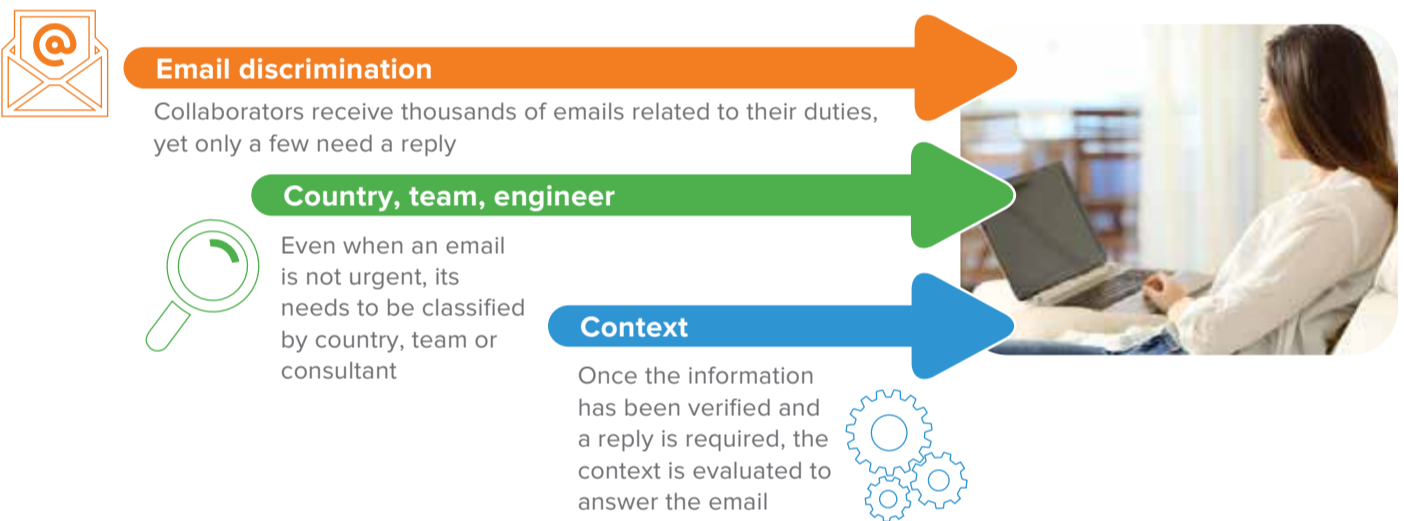 @
Email discrimination
Collaborators receive thousands of emails related to their duties,
yet only a few need a reply
Country, team, engineer
Even when an email
is not urgent, its
needs to be classified
by country, team or
consultant
Context
Once the information
has been verified and
a reply is required, the
context is evaluated to
answer the email